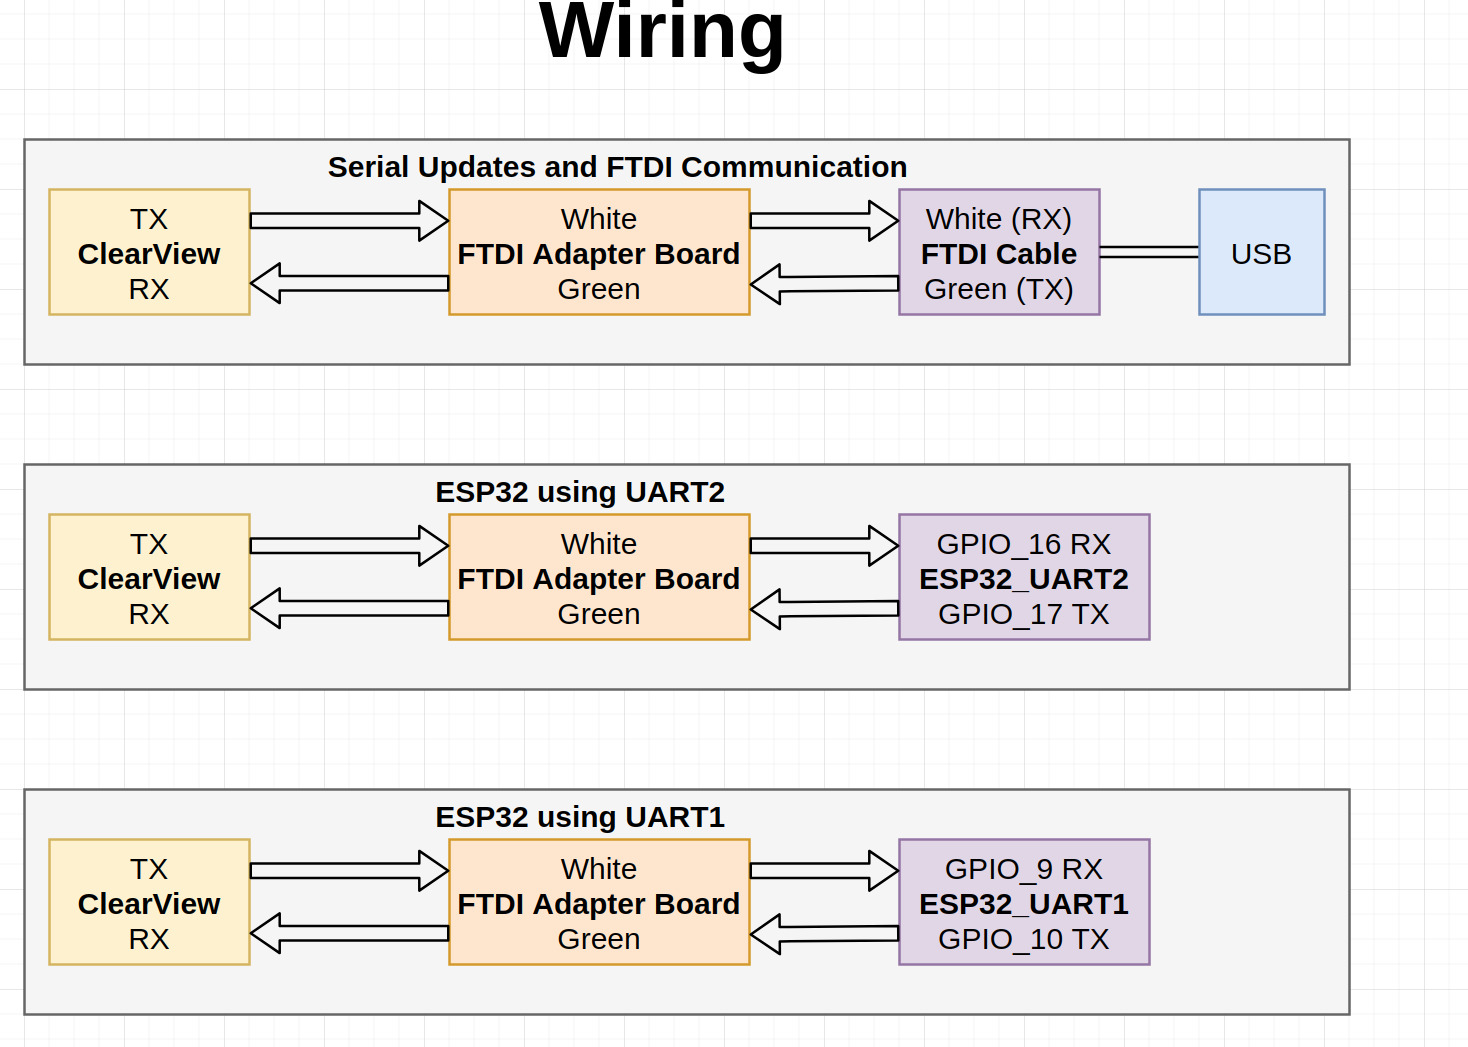 Wiring
Serial Updates and FTDI Communication
TX
ClearView
RX
White
FTDI Adapter Board
Green
White (RX)
FTDI Cable
Green (TX)
USB
ESP32 using UART2
TX
ClearView
RX
White
FTDI Adapter Board
Green
GPIO_16 RX
ESP32_UART2
GPIO_17 TX
ESP32 using UART1
TX
ClearView
RX
White
FTDI Adapter Board
Green
GPIO_9 RX
ESP32_UART1
GPIO_10 TX